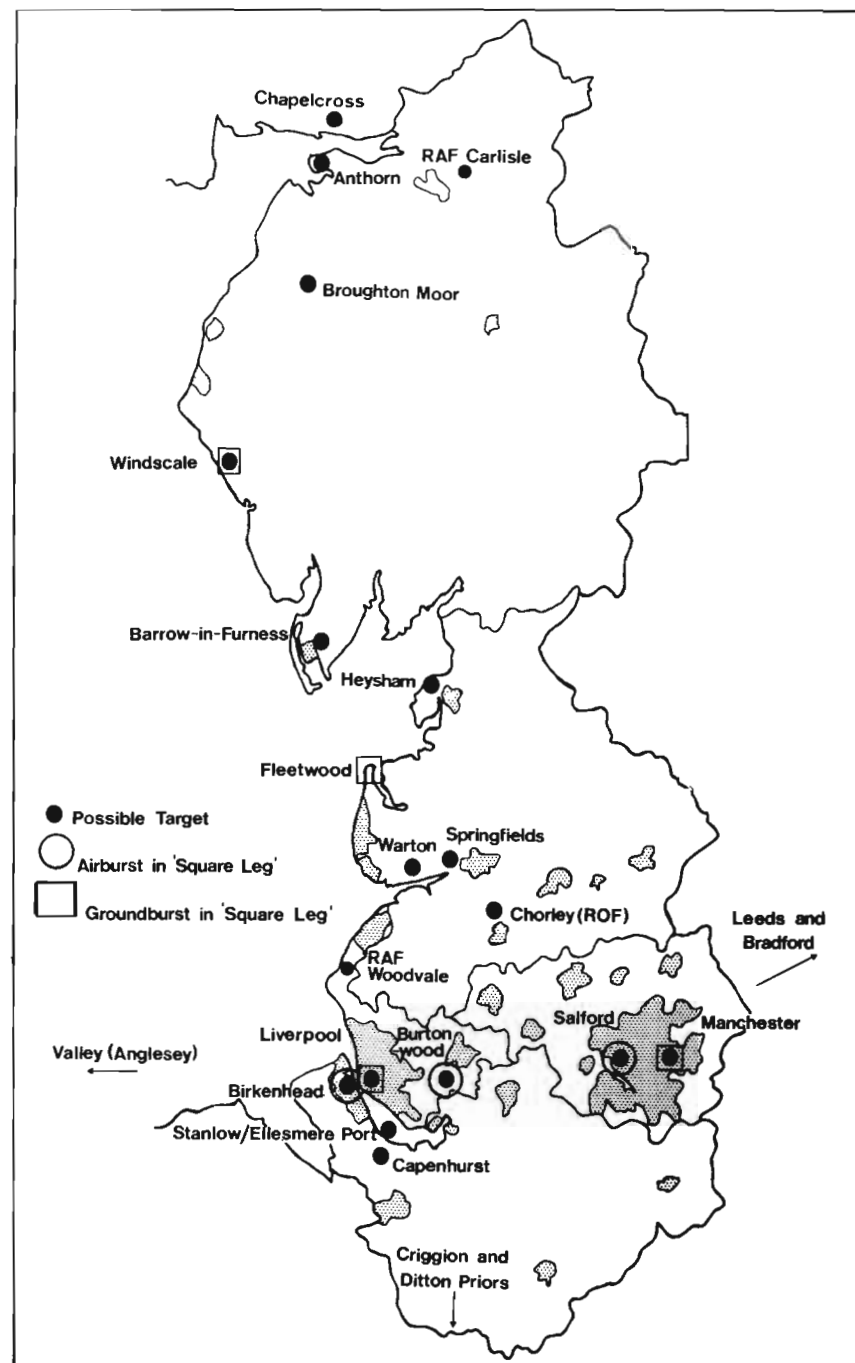 Chapelcross
RAF Carlisle
Anthorn
Broughton Moor
Windscale
Barrow-in-Furness
Heysham
Fleetwood
Possible Target
Airburst in 'Square Leg'
Groundburst in 'Square Leg'
Warton
Springfields
Chorley (ROF)
Leeds and
Bradford
RAF
Woodvale
Liverpool
Burton
wood
Salford
Manchester
Valley (Anglesey)
Birkenhead
Stanlow/Ellesmere Port
Capenhurst
Criggion and
Ditton Priors